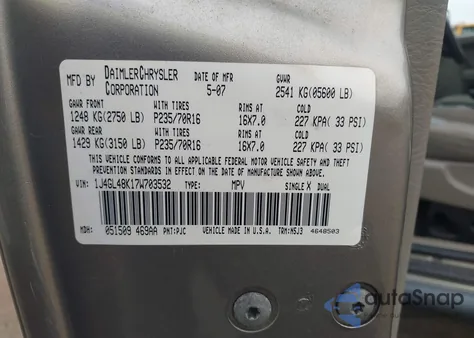 MFD BY DAIMLERCHRYSLER CORPORATION
DATE OF MFR 5-07
GVWR 2541 KG(05600 LB)
GAWR FRONT WITH TIRES RIMS AT COLD
1248 KG(2750 LB) P235/70R16 16X7.0 227 KPA( 33 PSI)
GAWR REAR WITH TIRES RIMS AT COLD
1429 KG(3150 LB) P235/70R16 16X7.0 227 KPA( 33 PSI)
THIS VEHICLE CONFORMS TO ALL APPLICABLE FEDERAL MOTOR VEHICLE SAFETY,
BUMPER, AND THEFT PREVENTION STANDARDS IN EFFECT ON THE
DATE OF MANUFACTURE SHOWN ABOVE.
VIN: 1J4GL48K17W703532 TYPE: MPV SINGLE X DUAL
MDH: 051509 469AA PNT:PJC VEHICLE MADE IN U.S.A. TRM:N5J3 4648503
autoSnap